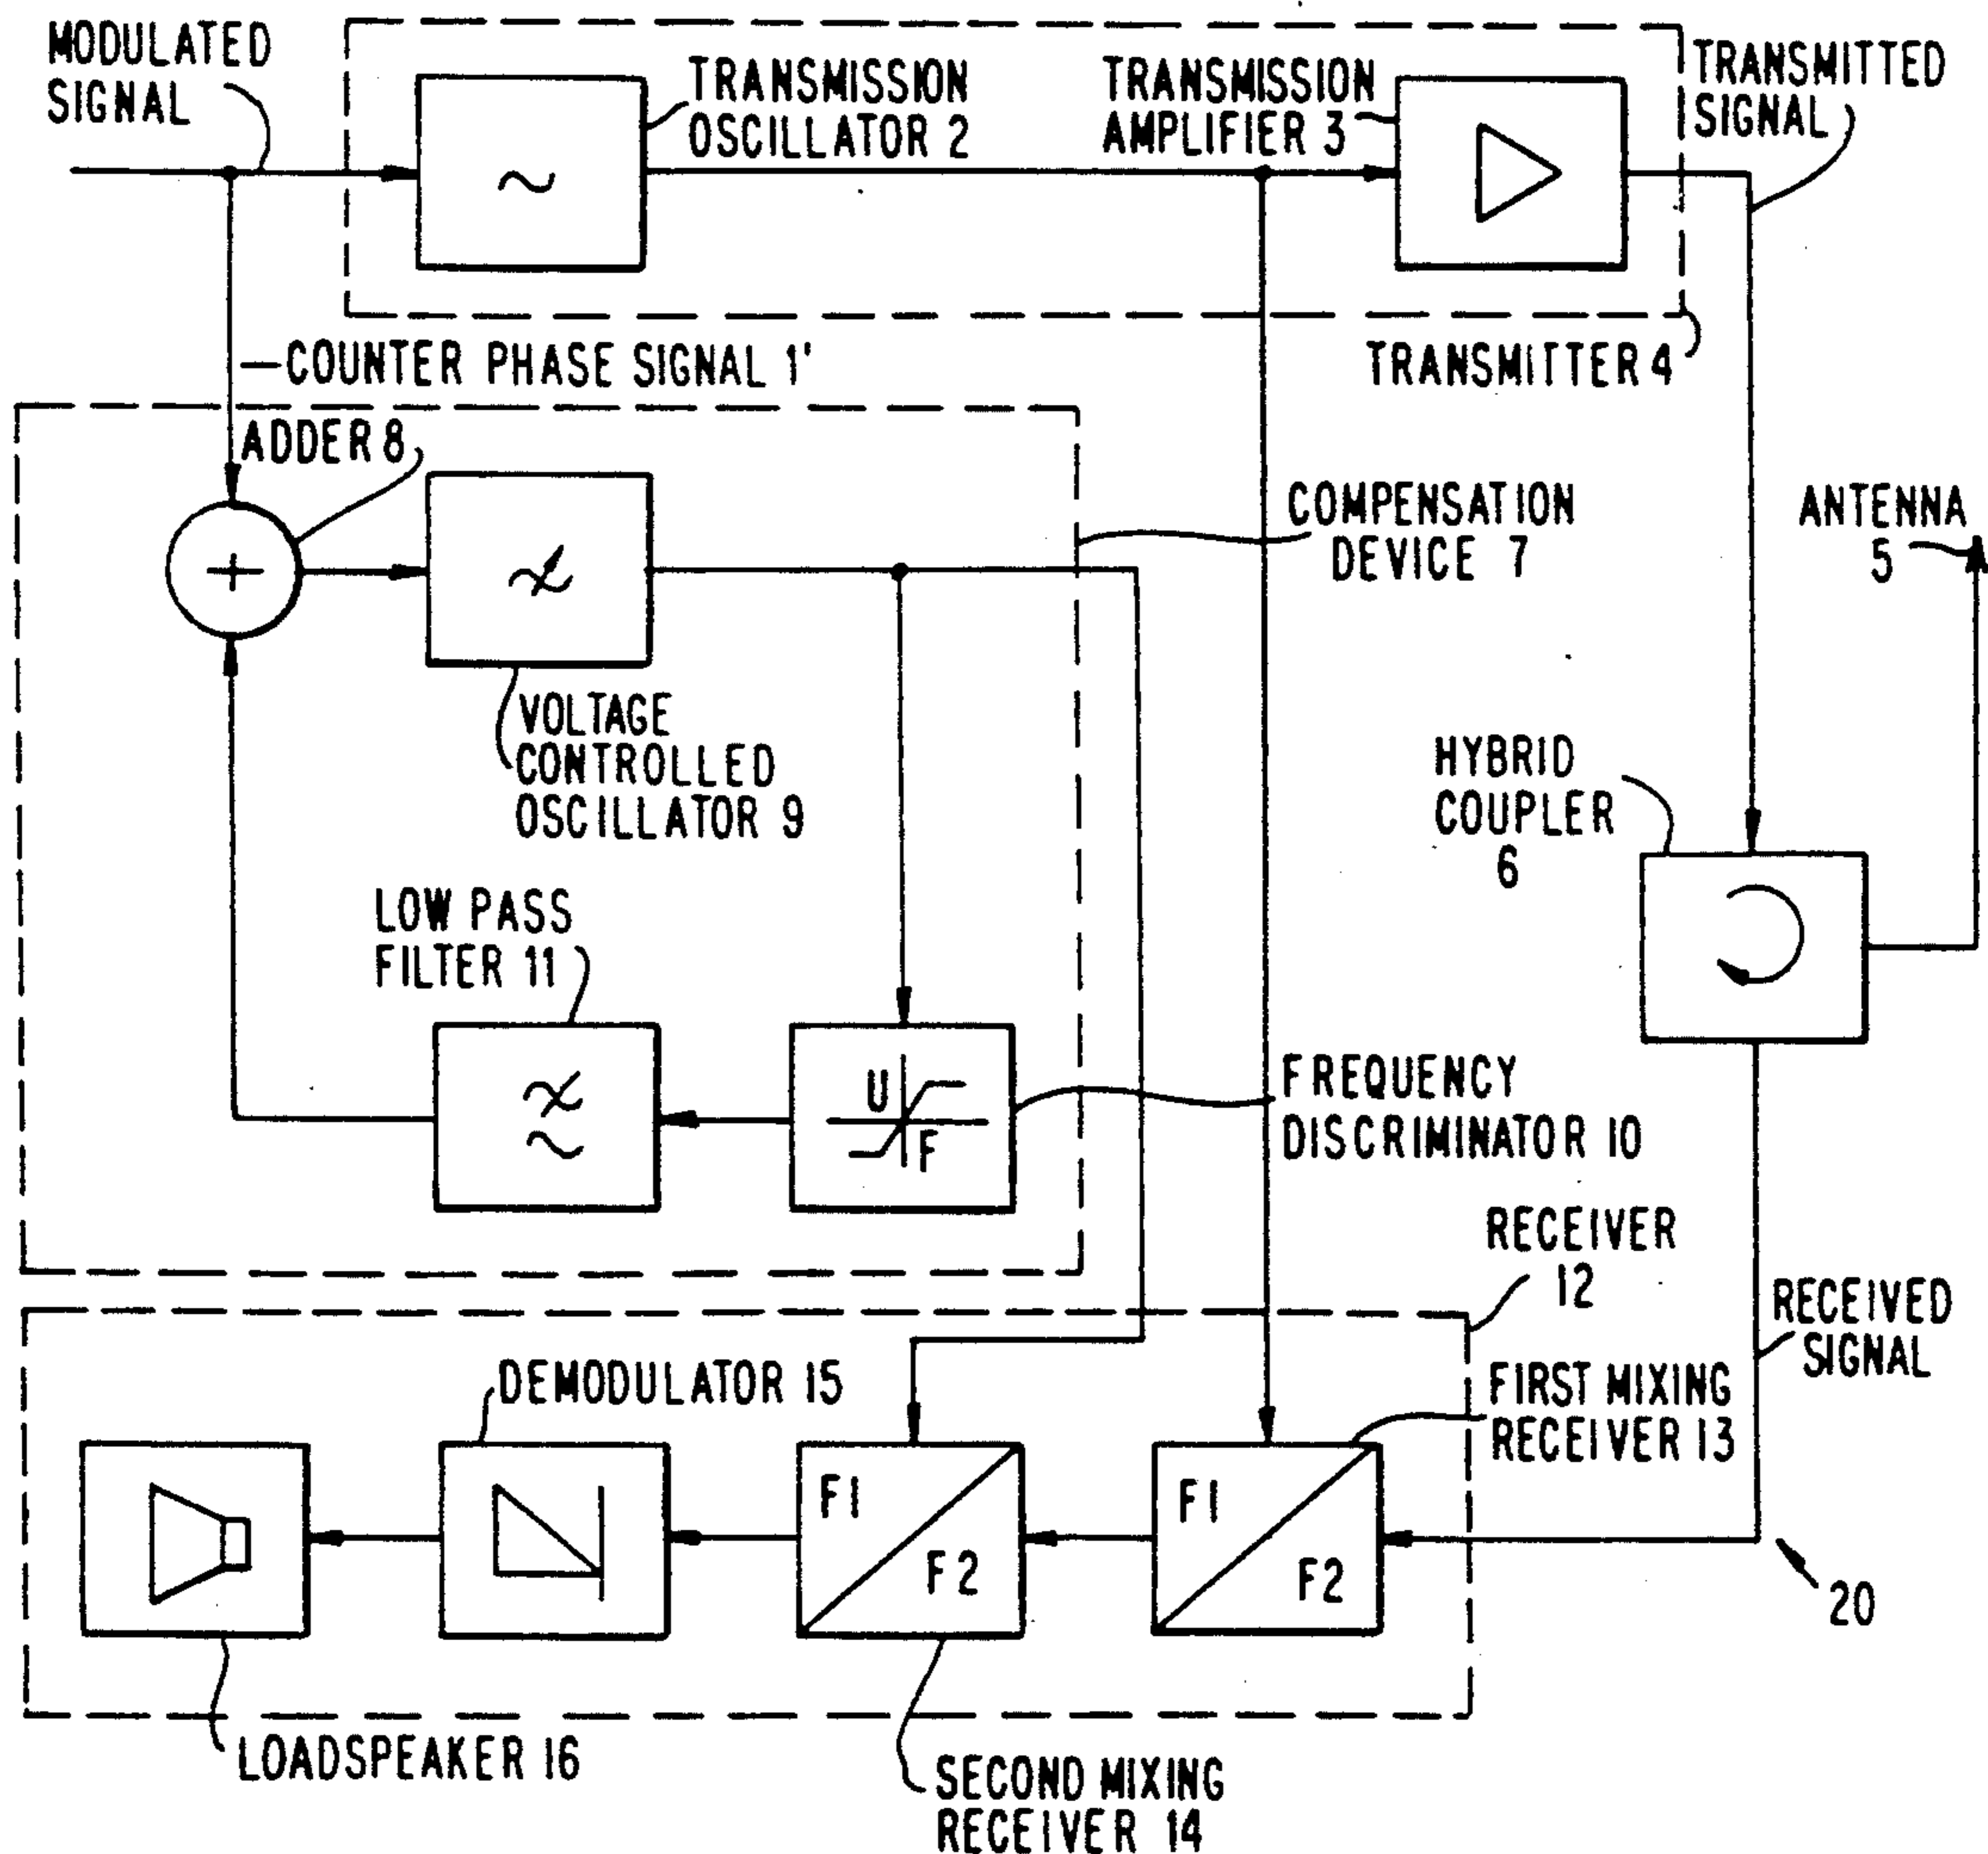 MODULATED
SIGNAL
TRANSMISSION
OSCILLATOR 2
TRANSMISSION
AMPLIFIER 3
TRANSMITTED
SIGNAL
~
TRANSMITTER 4
COUNTER PHASE SIGNAL 1'
ADDER 8
+
COMPENSATION
DEVICE 7
ANTENNA
5
VOLTAGE
CONTROLLED
OSCILLATOR 9
HYBRID
COUPLER
6
LOW PASS
FILTER 11
U
F
FREQUENCY
DISCRIMINATOR 10
RECEIVER
12
RECEIVED
SIGNAL
DEMODULATOR 15
FIRST MIXING
RECEIVER 13
F1
F2
F1
F2
20
LOADSPEAKER 16
SECOND MIXING
RECEIVER 14